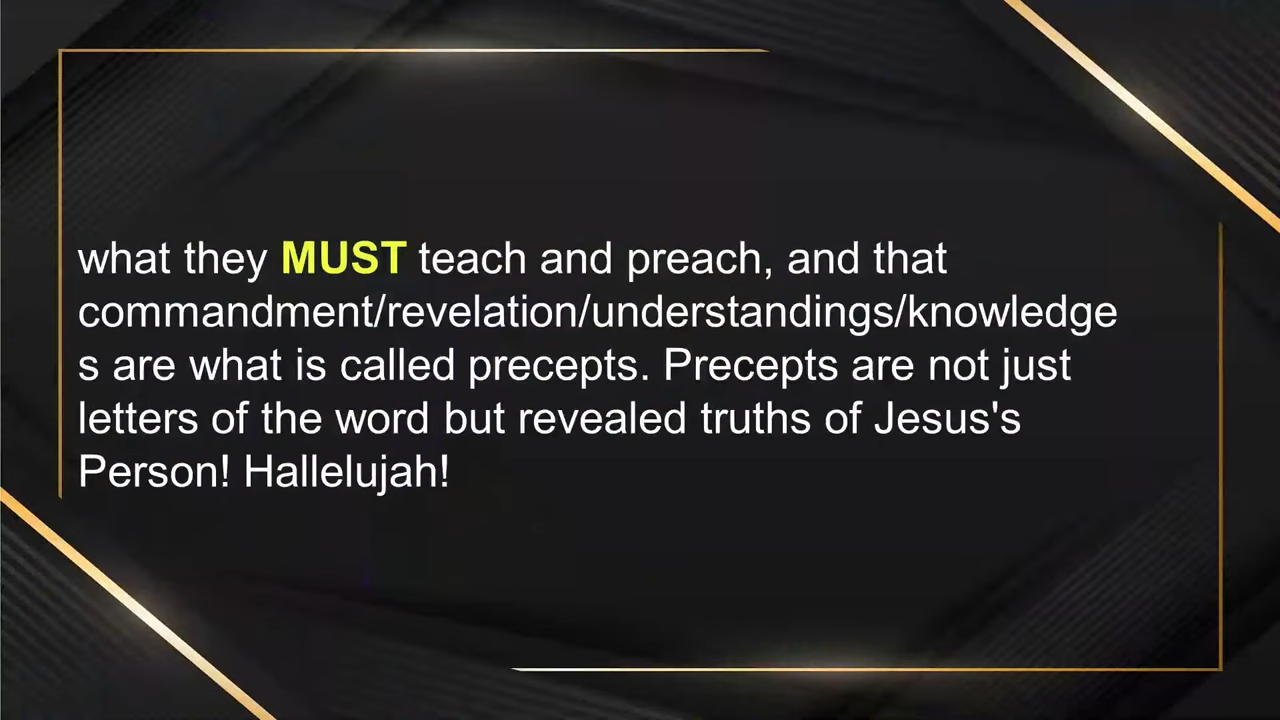 what they MUST teach and preach, and that
commandment/revelation/understandings/knowledge
s are what is called precepts. Precepts are not just
letters of the word but revealed truths of Jesus's
Person! Hallelujah!